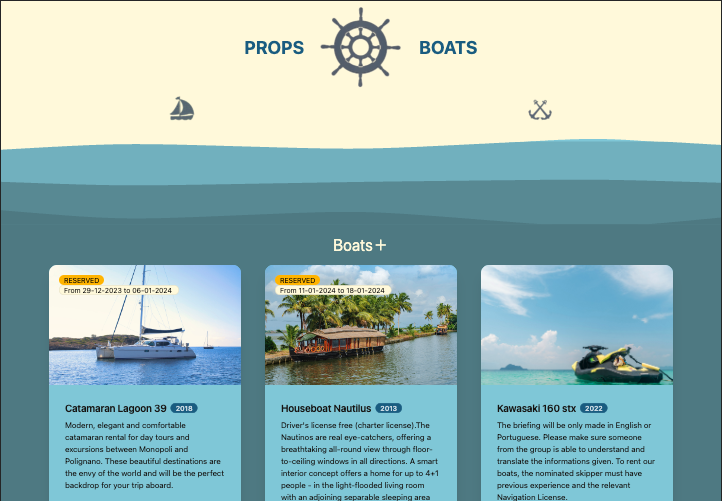 PROPS BOATS
Boats+
RESERVED
From 29-12-2023 to 06-01-2024
Catamaran Lagoon 39 2018
Modern, elegant and comfortable
catamaran rental for day tours and
excursions between Monopoli and
Polignano. These beautiful destinations are
the envy of the world and will be the perfect
backdrop for your trip aboard.
RESERVED
From 11-01-2024 to 18-01-2024
Houseboat Nautilus 2013
Driver's license free (charter license).The
Nautinos are real eye-catchers, offering a
breathtaking all-round view through floor-
to-ceiling windows in all directions. A smart
interior concept offers a home for up to 4+1
people - in the light-flooded living room
with an adjoining separable sleeping area
Kawasaki 160 stx 2022
The briefing will be only made in English or
Portuguese. Please make sure someone
from the group is able to understand and
translate the informations given. To rent our
boats, the nominated skipper must have
previous experience and the relevant
Navigation License.